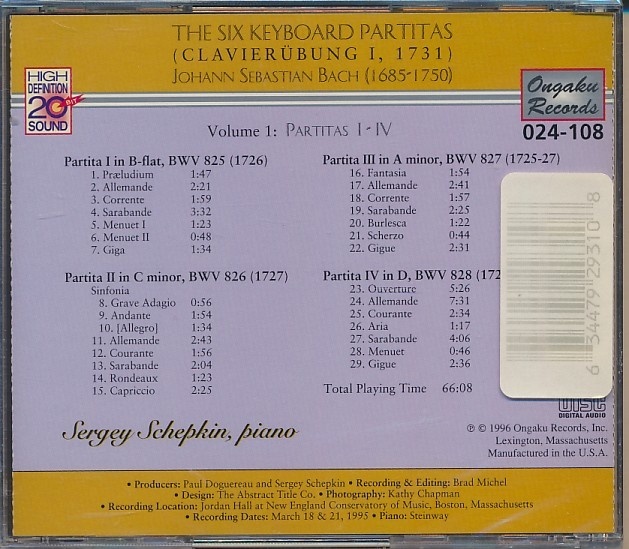 THE SIX KEYBOARD PARTITAS
(CLAVIERÜBUNG I, 1731)
JOHANN SEBASTIAN BACH (1685-1750)
HIGH
DEFINITION
20 BIT
SOUND
Ongaku
Records
024-108
Volume 1: PARTITAS I - IV
Partita I in B-flat, BWV 825 (1726)
1. Præludium 1:47
2. Allemande 2:21
3. Corrente 1:59
4. Sarabande 3:32
5. Menuet I 1:23
6. Menuet II 0:48
7. Giga 1:34
Partita II in C minor, BWV 826 (1727)
Sinfonia
8. Grave Adagio 0:56
9. Andante 1:54
10. [Allegro] 1:34
11. Allemande 2:43
12. Courante 1:56
13. Sarabande 2:04
14. Rondeaux 1:23
15. Capriccio 2:25
Partita III in A minor, BWV 827 (1725-27)
16. Fantasia 1:54
17. Allemande 2:41
18. Corrente 1:57
19. Sarabande 2:25
20. Burlesca 1:22
21. Scherzo 0:44
22. Gigue 2:31
Partita IV in D, BWV 828 (172
23. Ouverture 5:26
24. Allemande 7:31
25. Courante 2:34
26. Aria 1:17
27. Sarabande 4:06
28. Menuet 0:46
29. Gigue 2:36
Total Playing Time 66:08
6 34479 29310 8
DISC
DIGITAL AUDIO
Sergey Schepkin, piano
℗ © 1996 Ongaku Records, Inc.
Lexington, Massachusetts
Manufactured in the U.S.A.
• Producers: Paul Doguereau and Sergey Schepkin • Recording & Editing: Brad Michel
• Design: The Abstract Title Co. • Photography: Kathy Chapman
• Recording Location: Jordan Hall at New England Conservatory of Music, Boston, Massachusetts
• Recording Dates: March 18 & 21, 1995 • Piano: Steinway